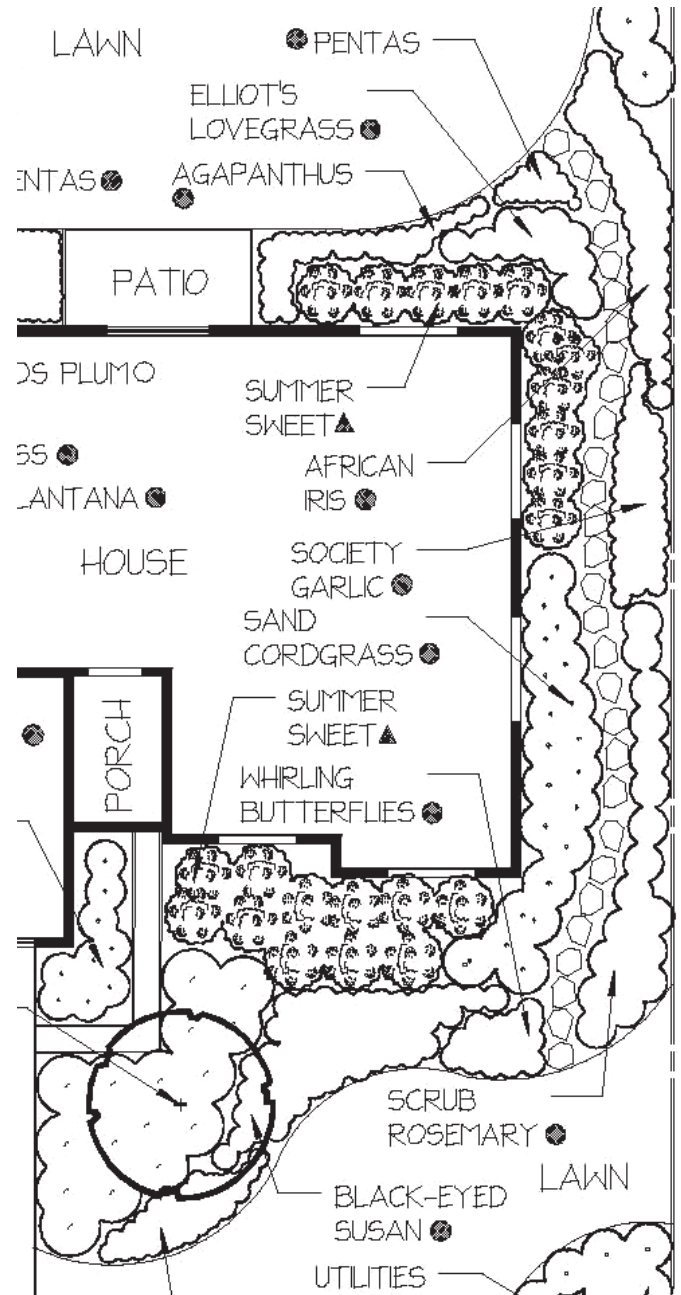 LAWN
PENTAS
ELLIOT'S
LOVEGRASS
ENTAS
AGAPANTHUS
PATIO
OS PLUMO
SUMMER
SWEET
SS
AFRICAN
IRIS
LANTANA
HOUSE
SOCIETY
GARLIC
SAND
CORDGRASS
SUMMER
SWEET
PORCH
WHIRLING
BUTTERFLIES
SCRUB
ROSEMARY
LAWN
BLACK-EYED
SUSAN
UTILITIES